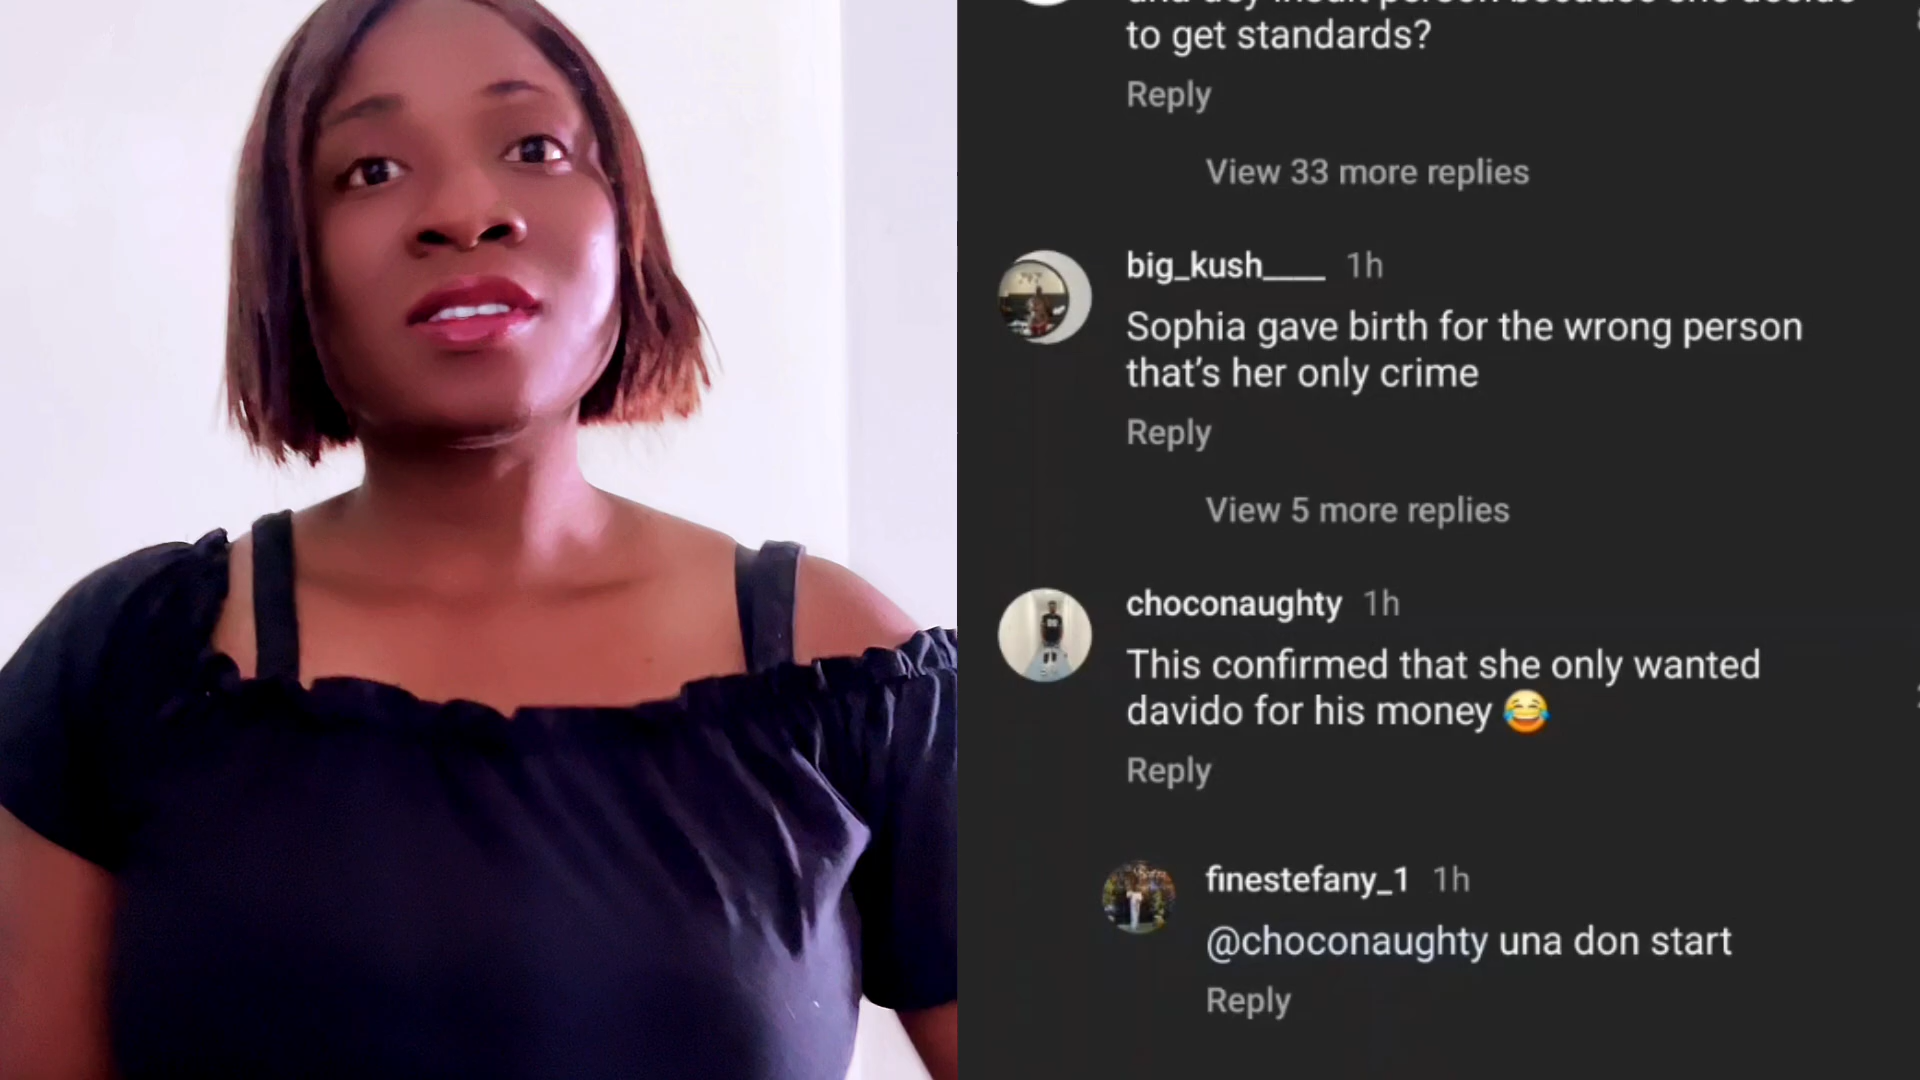 to get standards?
Reply
View 33 more replies
big_kush____ 1h
Sophia gave birth for the wrong person
that's her only crime
Reply
View 5 more replies
choconaughty 1h
This confirmed that she only wanted
davido for his money 😂
Reply
finestefany_1 1h
@choconaughty una don start
Reply